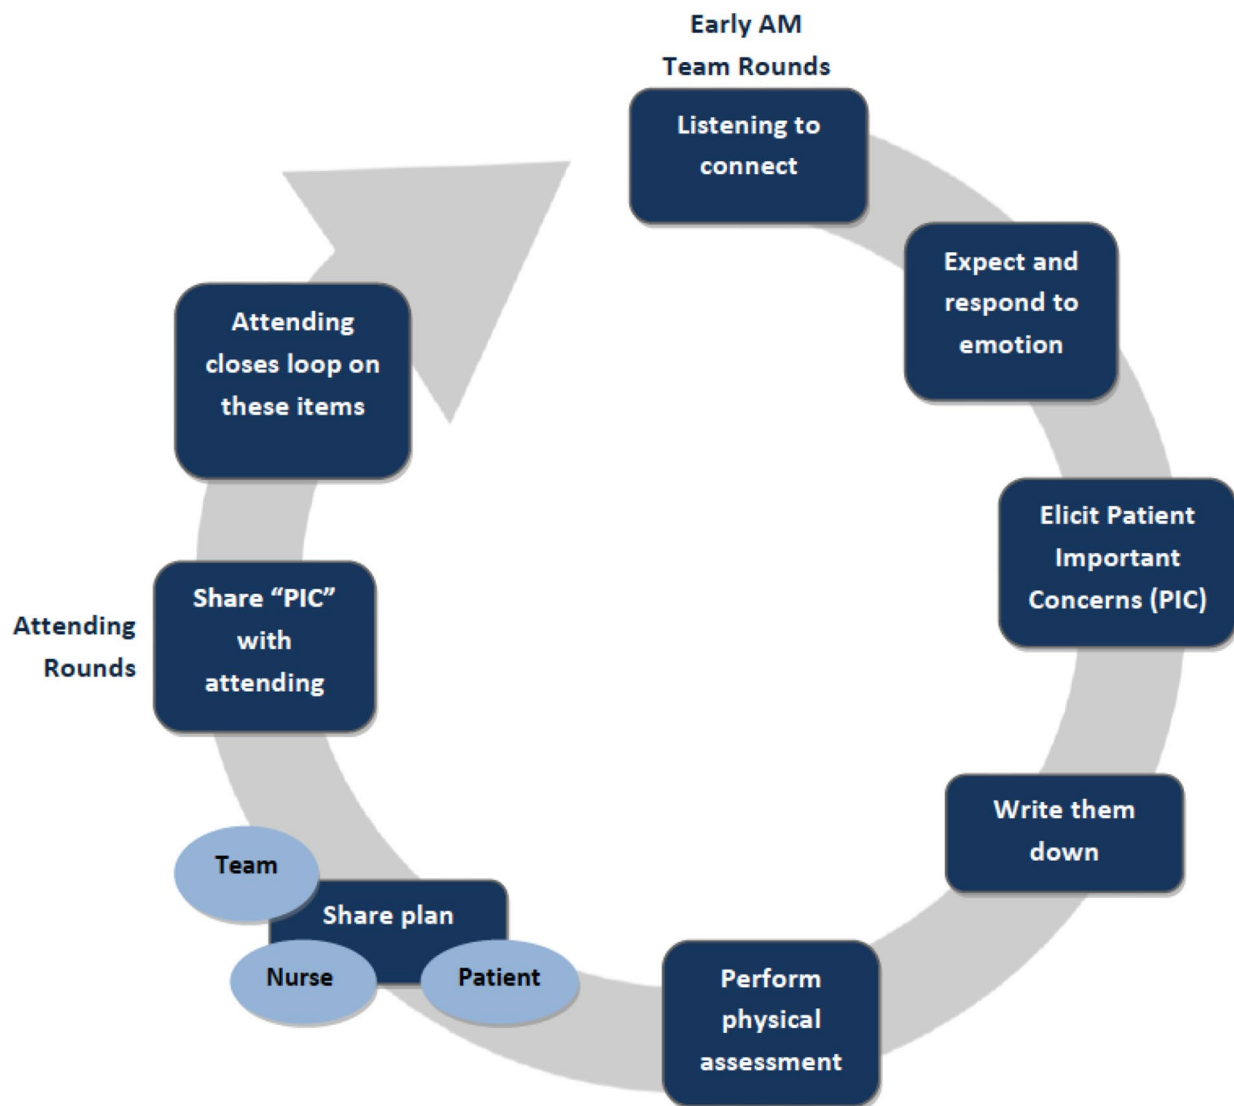 Early AM
Team Rounds
Listening to
connect
Expect and
respond to
emotion
Elicit Patient
Important
Concerns (PIC)
Write them
down
Perform
physical
assessment
Share plan
Team
Nurse
Patient
Attending
Rounds
Share “PIC”
with
attending
Attending
closes loop on
these items